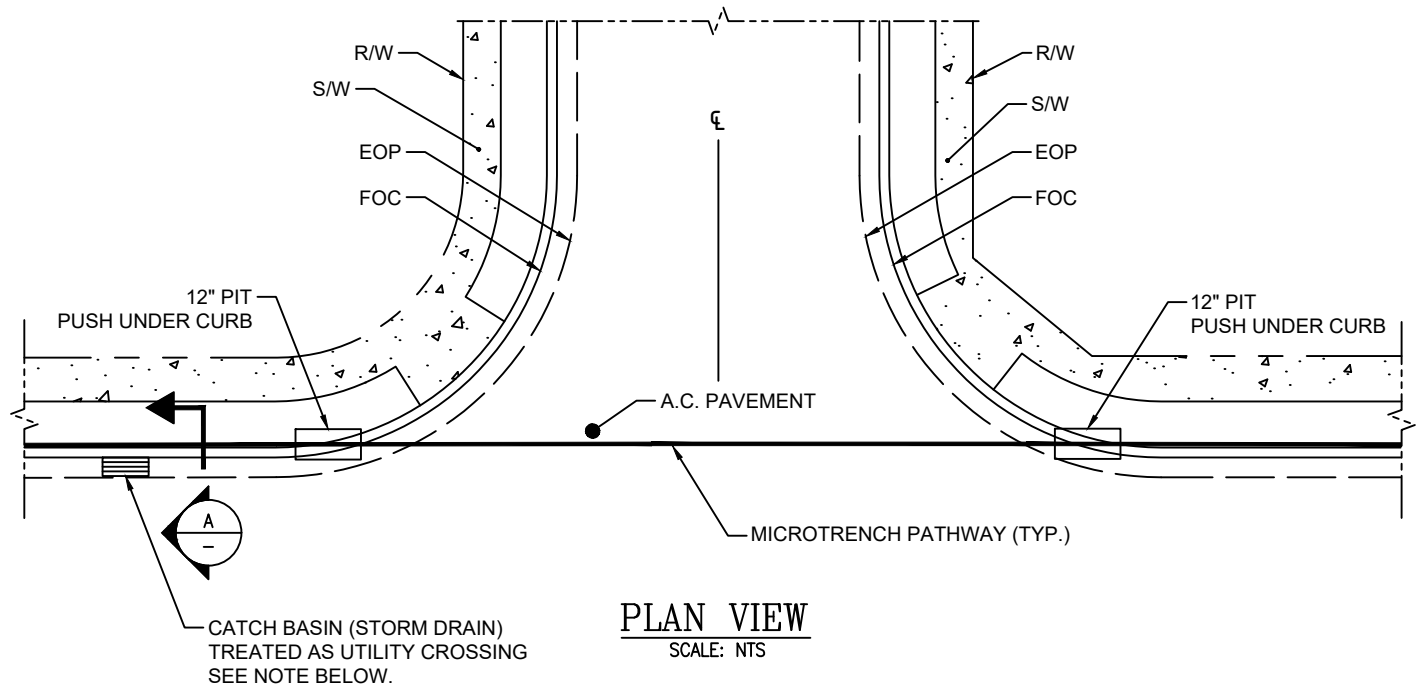 R/W
S/W
EOP
FOC
℄
R/W
S/W
EOP
FOC
12" PIT
PUSH UNDER CURB
12" PIT
PUSH UNDER CURB
A.C. PAVEMENT
A
–
MICROTRENCH PATHWAY (TYP.)
CATCH BASIN (STORM DRAIN)
TREATED AS UTILITY CROSSING
SEE NOTE BELOW.
PLAN VIEW
SCALE: NTS